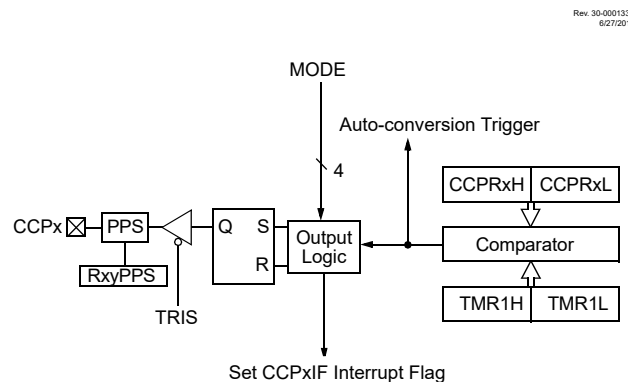 Rev. 30-000133
6/27/201
MODE
Auto-conversion Trigger
4
CCPRxH CCPRxL
CCPx PPS Q S Output Logic Comparator
R
RxyPPS
TMR1H TMR1L
TRIS
Set CCPxIF Interrupt Flag